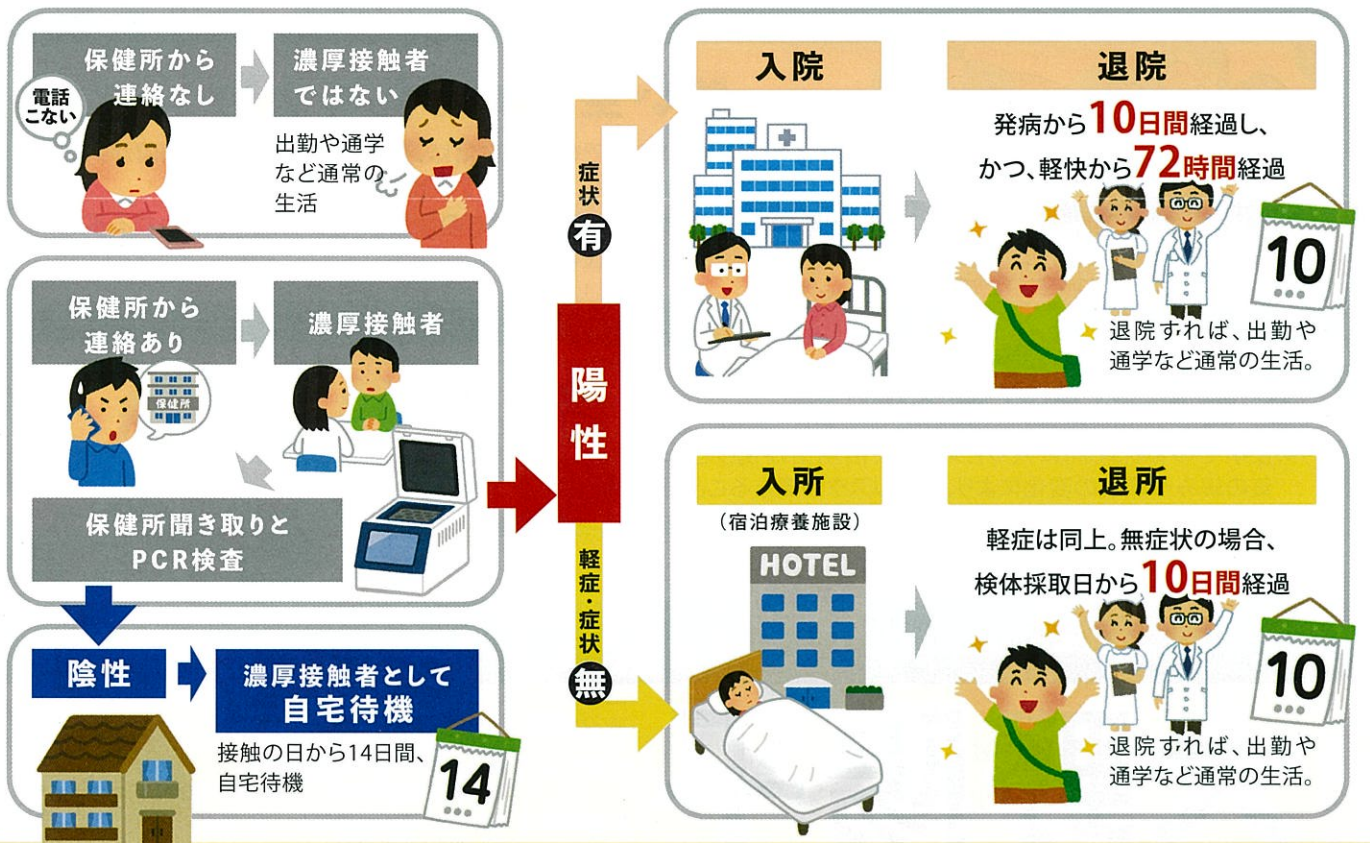 保健所から
連絡なし
電話
こない
濃厚接触者
ではない
出勤や通学
など通常の
生活
保健所から
連絡あり
保健所
濃厚接触者
保健所聞き取りと
PCR検査
陰性
濃厚接触者として
自宅待機
接触の日から14日間、
自宅待機
14
陽性
症状
有
入院
退院
発病から10日間経過し、
かつ、軽快から72時間経過
10
退院すれば、出勤や
通学など通常の生活。
軽症・症状
無
入所
(宿泊療養施設)
HOTEL
退所
軽症は同上。無症状の場合、
検体採取日から10日間経過
10
退院すれば、出勤や
通学など通常の生活。